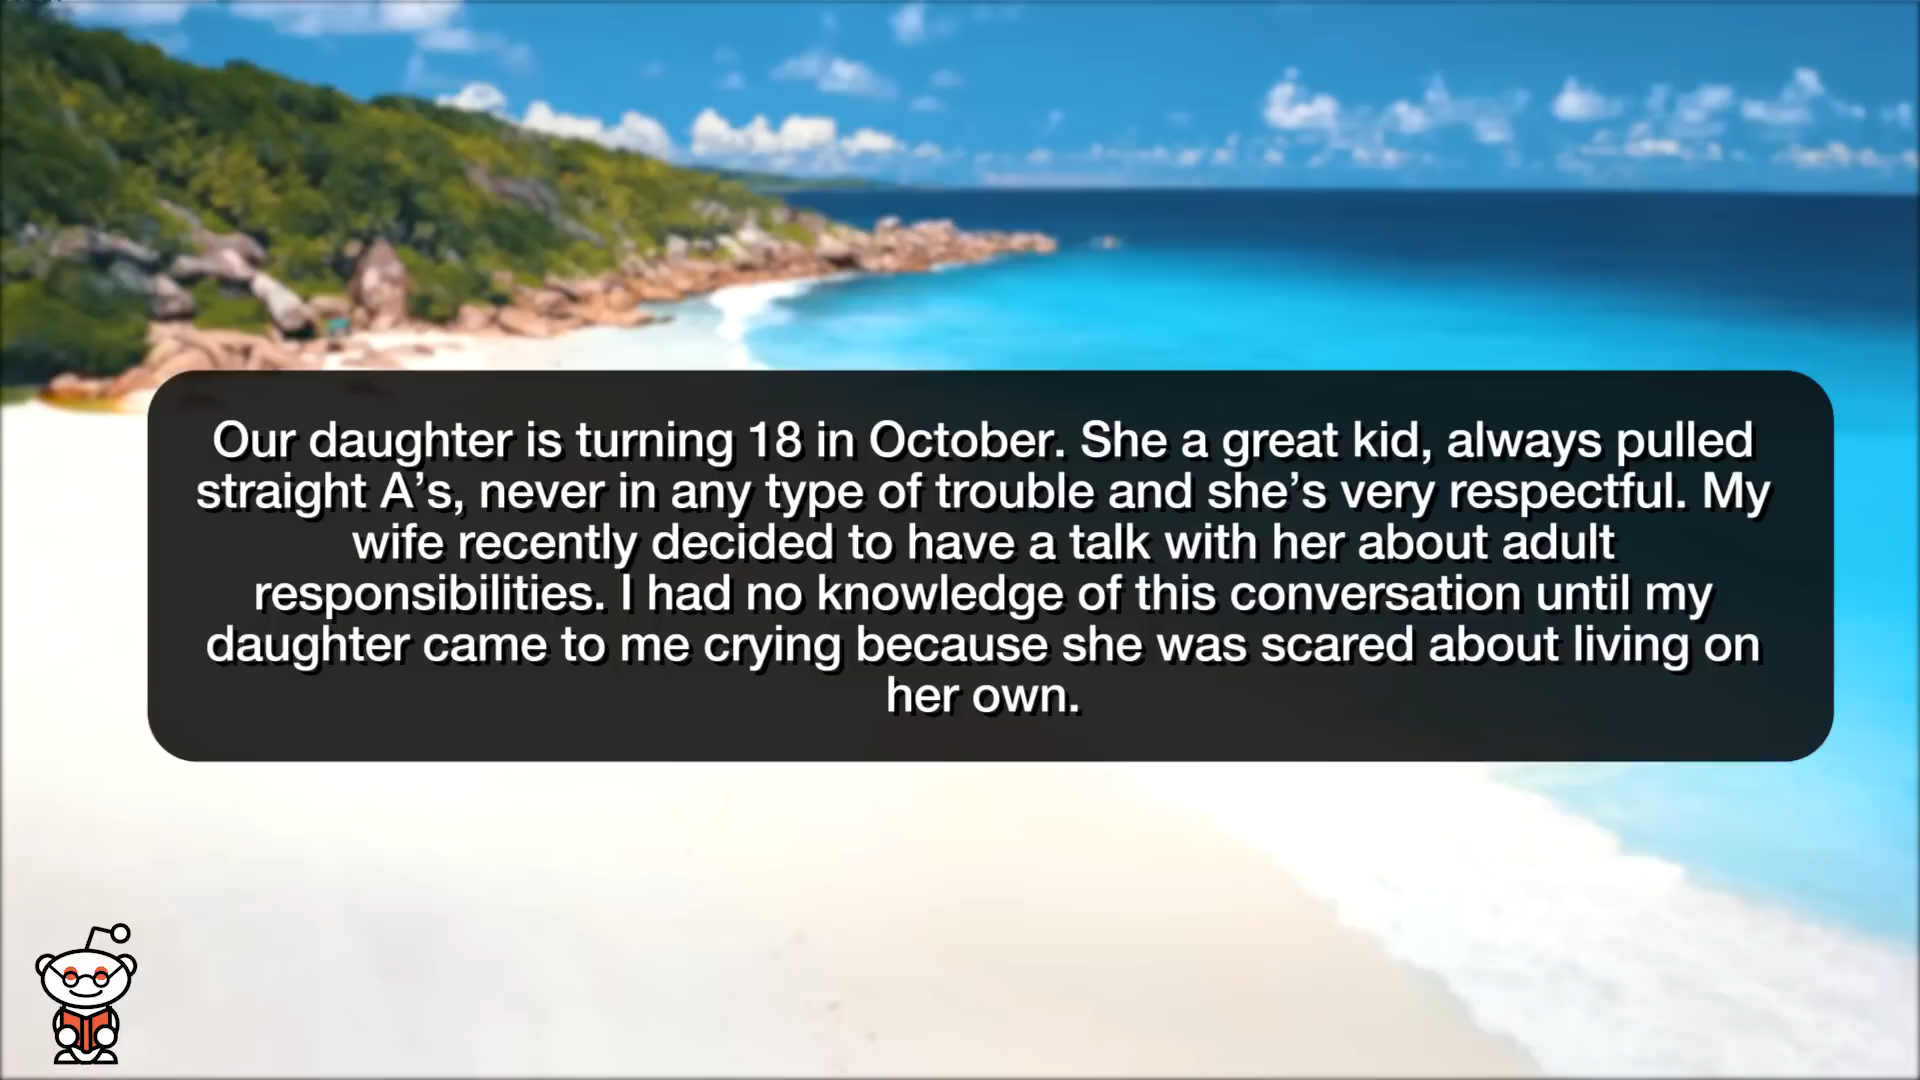 Our daughter is turning 18 in October. She a great kid, always pulled
straight A’s, never in any type of trouble and she’s very respectful. My
wife recently decided to have a talk with her about adult
responsibilities. I had no knowledge of this conversation until my
daughter came to me crying because she was scared about living on
her own.